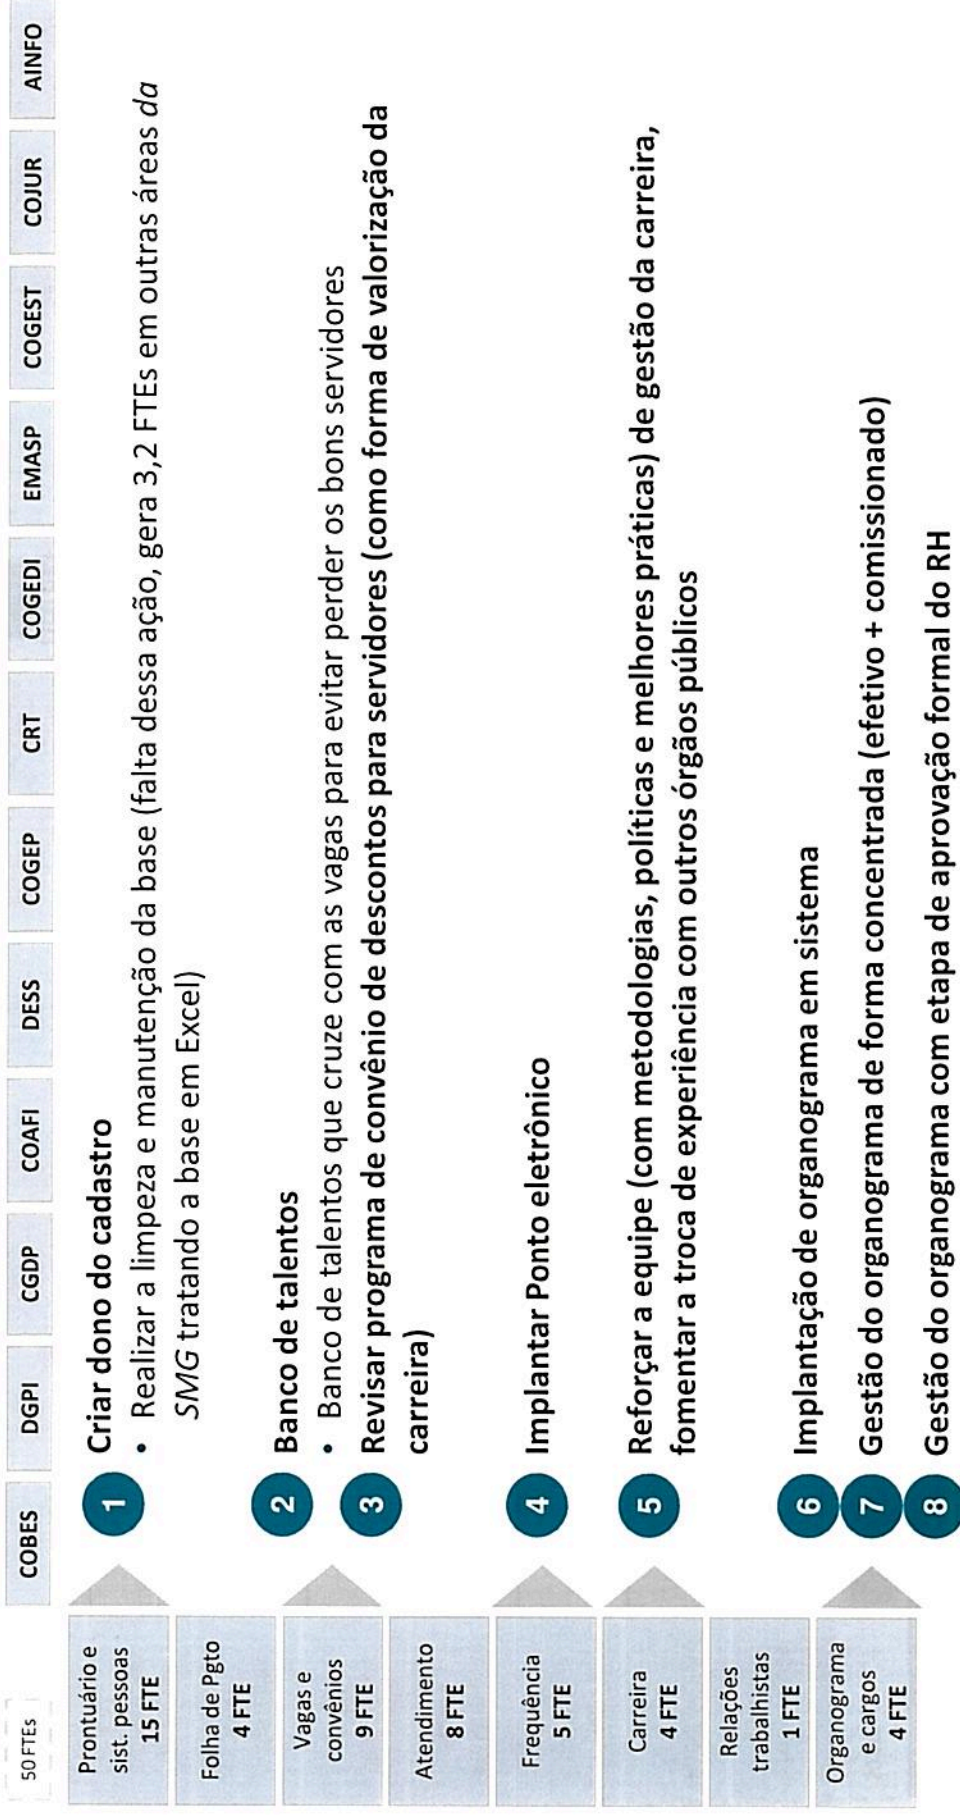 50 FTEs
COBES
DGPI
CGDP
COAFI
DESS
COGEP
CRT
COGEDI
EMASP
COGEST
COJUR
AINFO
Prontuário e
sist. pessoas
15 FTE
1
Criar dono do cadastro
• Realizar a limpeza e manutenção da base (falta dessa ação, gera 3,2 FTEs em outras áreas da
SMG tratando a base em Excel)
Folha de Pgto
4 FTE
Vagas e
convênios
9 FTE
2
Banco de talentos
• Banco de talentos que cruze com as vagas para evitar perder os bons servidores
3
Revisar programa de convênio de descontos para servidores (como forma de valorização da
carreira)
Atendimento
8 FTE
Frequência
5 FTE
4
Implantar Ponto eletrônico
Carreira
4 FTE
5
Reforçar a equipe (com metodologias, políticas e melhores práticas) de gestão da carreira,
fomentar a troca de experiência com outros órgãos públicos
Relações
trabalhistas
1 FTE
Organograma
e cargos
4 FTE
6
Implantação de organograma em sistema
7
Gestão do organograma de forma concentrada (efetivo + comissionado)
8
Gestão do organograma com etapa de aprovação formal do RH